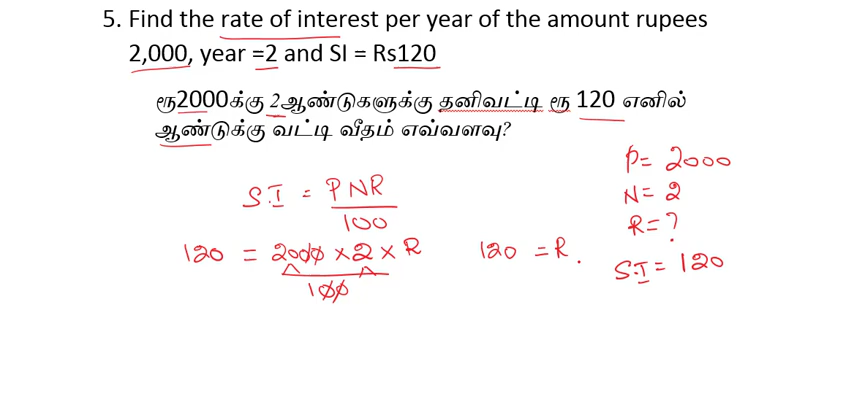 5. Find the rate of interest per year of the amount rupees
2,000, year =2 and SI = Rs120
ரூ2000க்கு 2ஆண்டுகளுக்கு தனிவட்டி ரூ 120 எனில்
ஆண்டுக்கு வட்டி வீதம் எவ்வளவு?
P= 2000
N= 2
R= ?
S.I = 120
S.I = PNR
100
120 = 2000 x 2 x R
100
120 = R.